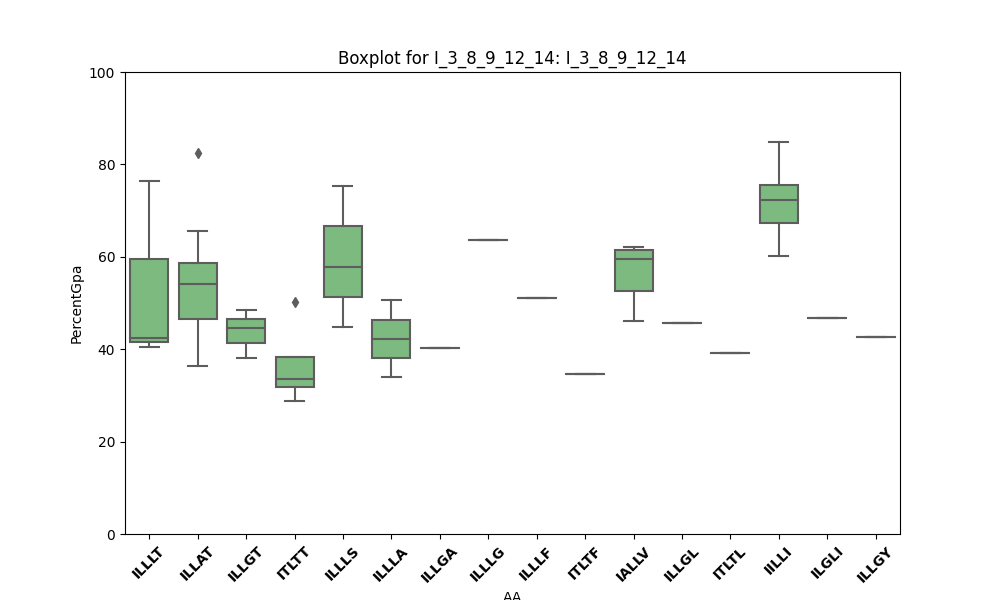 Boxplot for I_3_8_9_12_14: I_3_8_9_12_14
100
80
60
40
20
0
PercentGpa
ILLLT ILLAT ILLGT ITLTT ILLLS ILLLA ILLGA ILLLG ILLLF ITLTF IALLV ILLGL ITLTL IILLI ILGLI ILLGY
AA